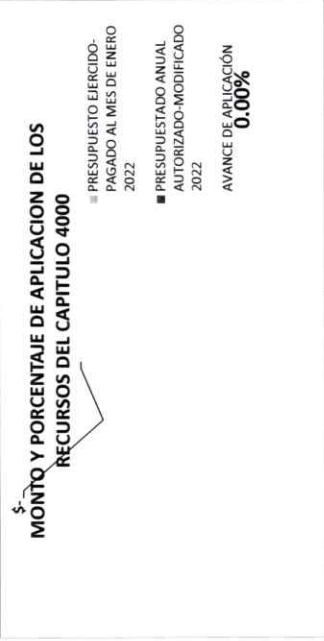 $-
MONTO Y PORCENTAJE DE APLICACION DE LOS
RECURSOS DEL CAPITULO 4000
PRESUPUESTO EJERCIDO-
PAGADO AL MES DE ENERO
2022
PRESUPUESTADO ANUAL
AUTORIZADO-MODIFICADO
2022
AVANCE DE APLICACIÓN
0.00%